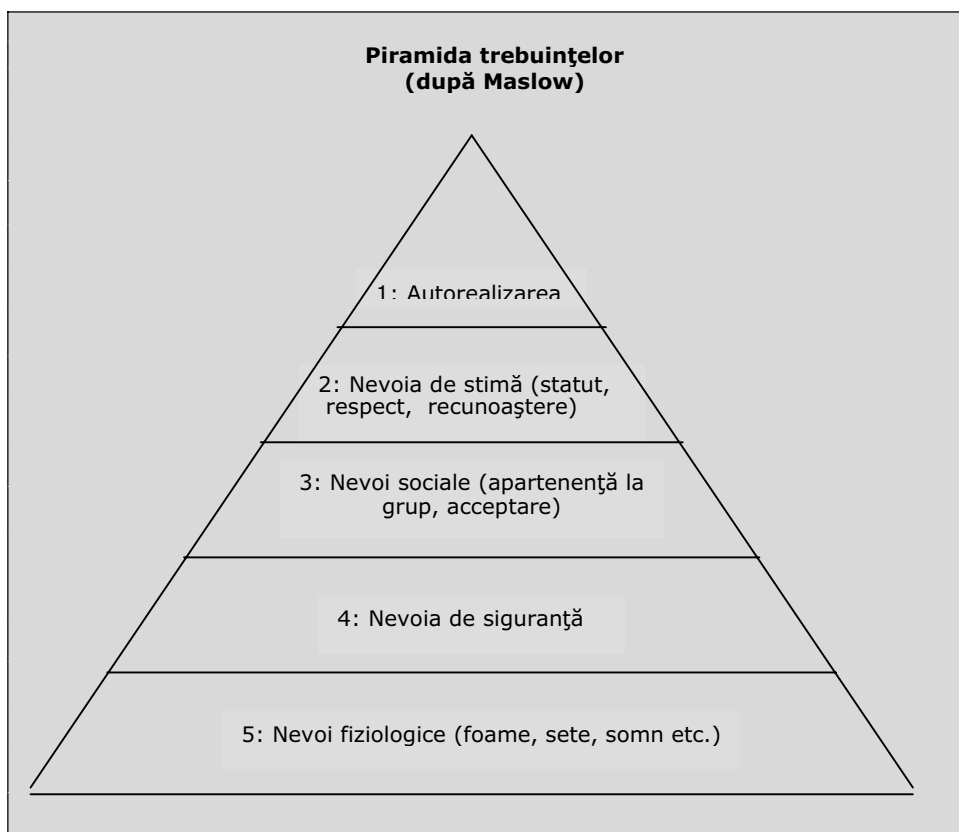 Piramida trebuinţelor
(după Maslow)
1: Autorealizarea
2: Nevoia de stimă (statut,
respect, recunoaştere)
3: Nevoi sociale (apartenenţă la
grup, acceptare)
4: Nevoia de siguranţă
5: Nevoi fiziologice (foame, sete, somn etc.)